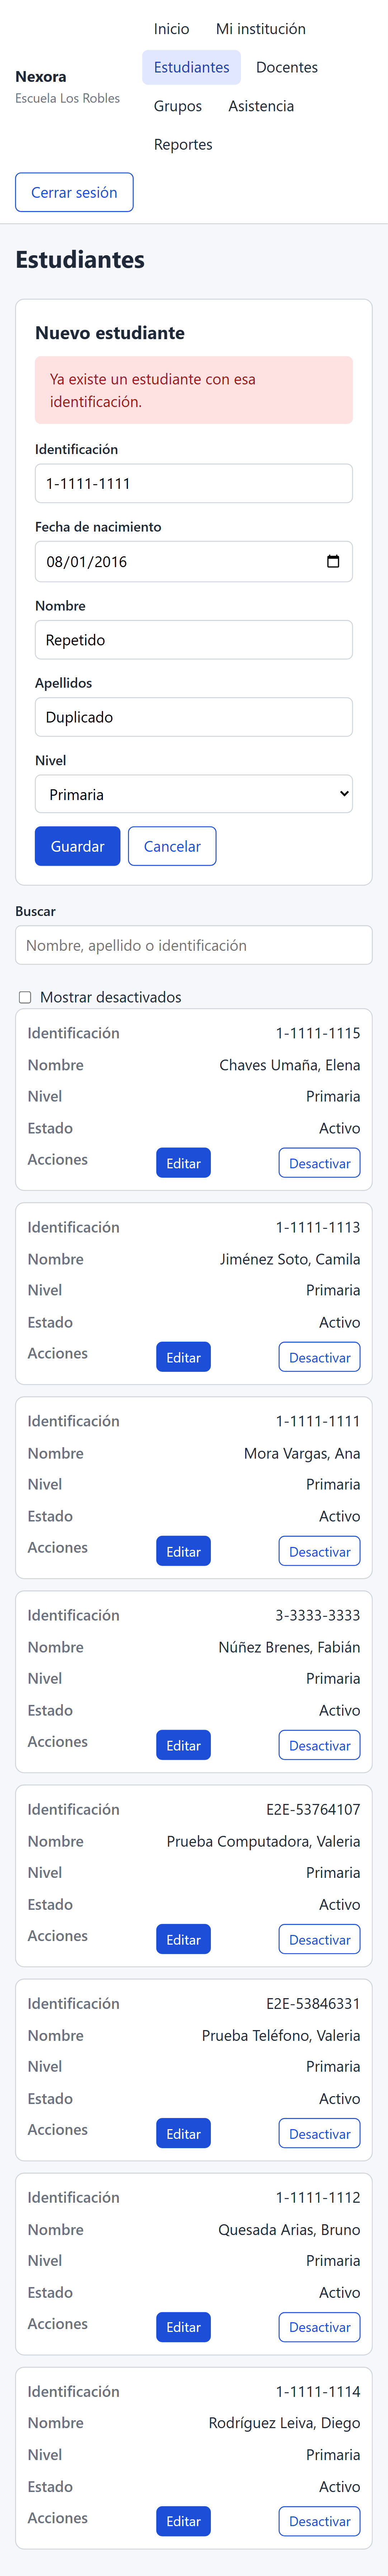 Nexora
Escuela Los Robles
Inicio
Mi institución
Estudiantes
Docentes
Grupos
Asistencia
Reportes
Cerrar sesión
Estudiantes
Nuevo estudiante
Ya existe un estudiante con esa
identificación.
Identificación
1-1111-1111
Fecha de nacimiento
08/01/2016
Nombre
Repetido
Apellidos
Duplicado
Nivel
Primaria
Guardar
Cancelar
Buscar
Nombre, apellido o identificación
Mostrar desactivados
Identificación 1-1111-1115
Nombre Chaves Umaña, Elena
Nivel Primaria
Estado Activo
Acciones Editar Desactivar
Identificación 1-1111-1113
Nombre Jiménez Soto, Camila
Nivel Primaria
Estado Activo
Acciones Editar Desactivar
Identificación 1-1111-1111
Nombre Mora Vargas, Ana
Nivel Primaria
Estado Activo
Acciones Editar Desactivar
Identificación 3-3333-3333
Nombre Núñez Brenes, Fabián
Nivel Primaria
Estado Activo
Acciones Editar Desactivar
Identificación E2E-53764107
Nombre Prueba Computadora, Valeria
Nivel Primaria
Estado Activo
Acciones Editar Desactivar
Identificación E2E-53846331
Nombre Prueba Teléfono, Valeria
Nivel Primaria
Estado Activo
Acciones Editar Desactivar
Identificación 1-1111-1112
Nombre Quesada Arias, Bruno
Nivel Primaria
Estado Activo
Acciones Editar Desactivar
Identificación 1-1111-1114
Nombre Rodríguez Leiva, Diego
Nivel Primaria
Estado Activo
Acciones Editar Desactivar